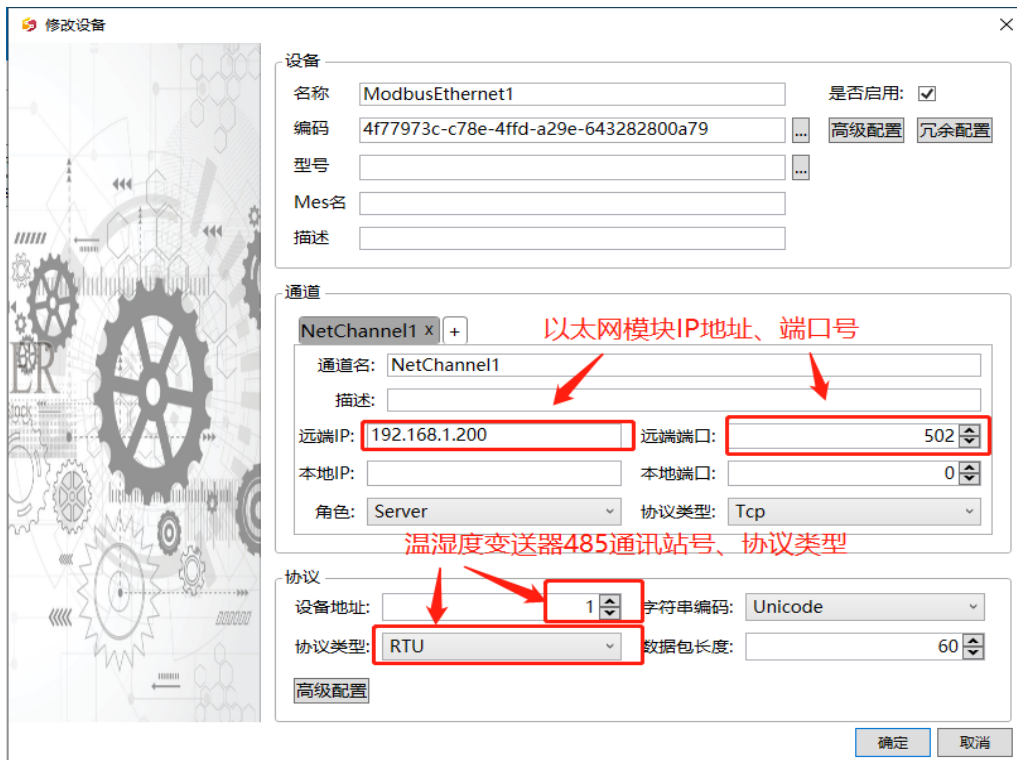 修改设备
设备
名称 ModbusEthernet1 是否启用:
编码 4f77973c-c78e-4ffd-a29e-643282800a79 ... 高级配置 冗余配置
型号 ...
Mes名
描述
通道
NetChannel1 x +
以太网模块IP地址、端口号
通道名: NetChannel1
描述:
远端IP: 192.168.1.200 远端端口: 502
本地IP: 本地端口: 0
角色: Server 协议类型: Tcp
温湿度变送器485通讯站号、协议类型
协议
设备地址: 1 字符串编码: Unicode
协议类型: RTU 数据包长度: 60
高级配置
确定 取消
ER
stock